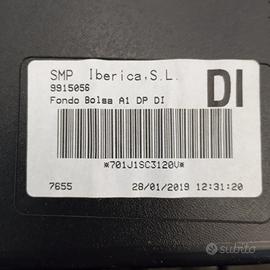 SMP Iberica,S.L.
DI
9915056
Fondo Bolsa A1 DP DI
*701J1SC3120V*
7655 28/01/2019 12:31:20
subito